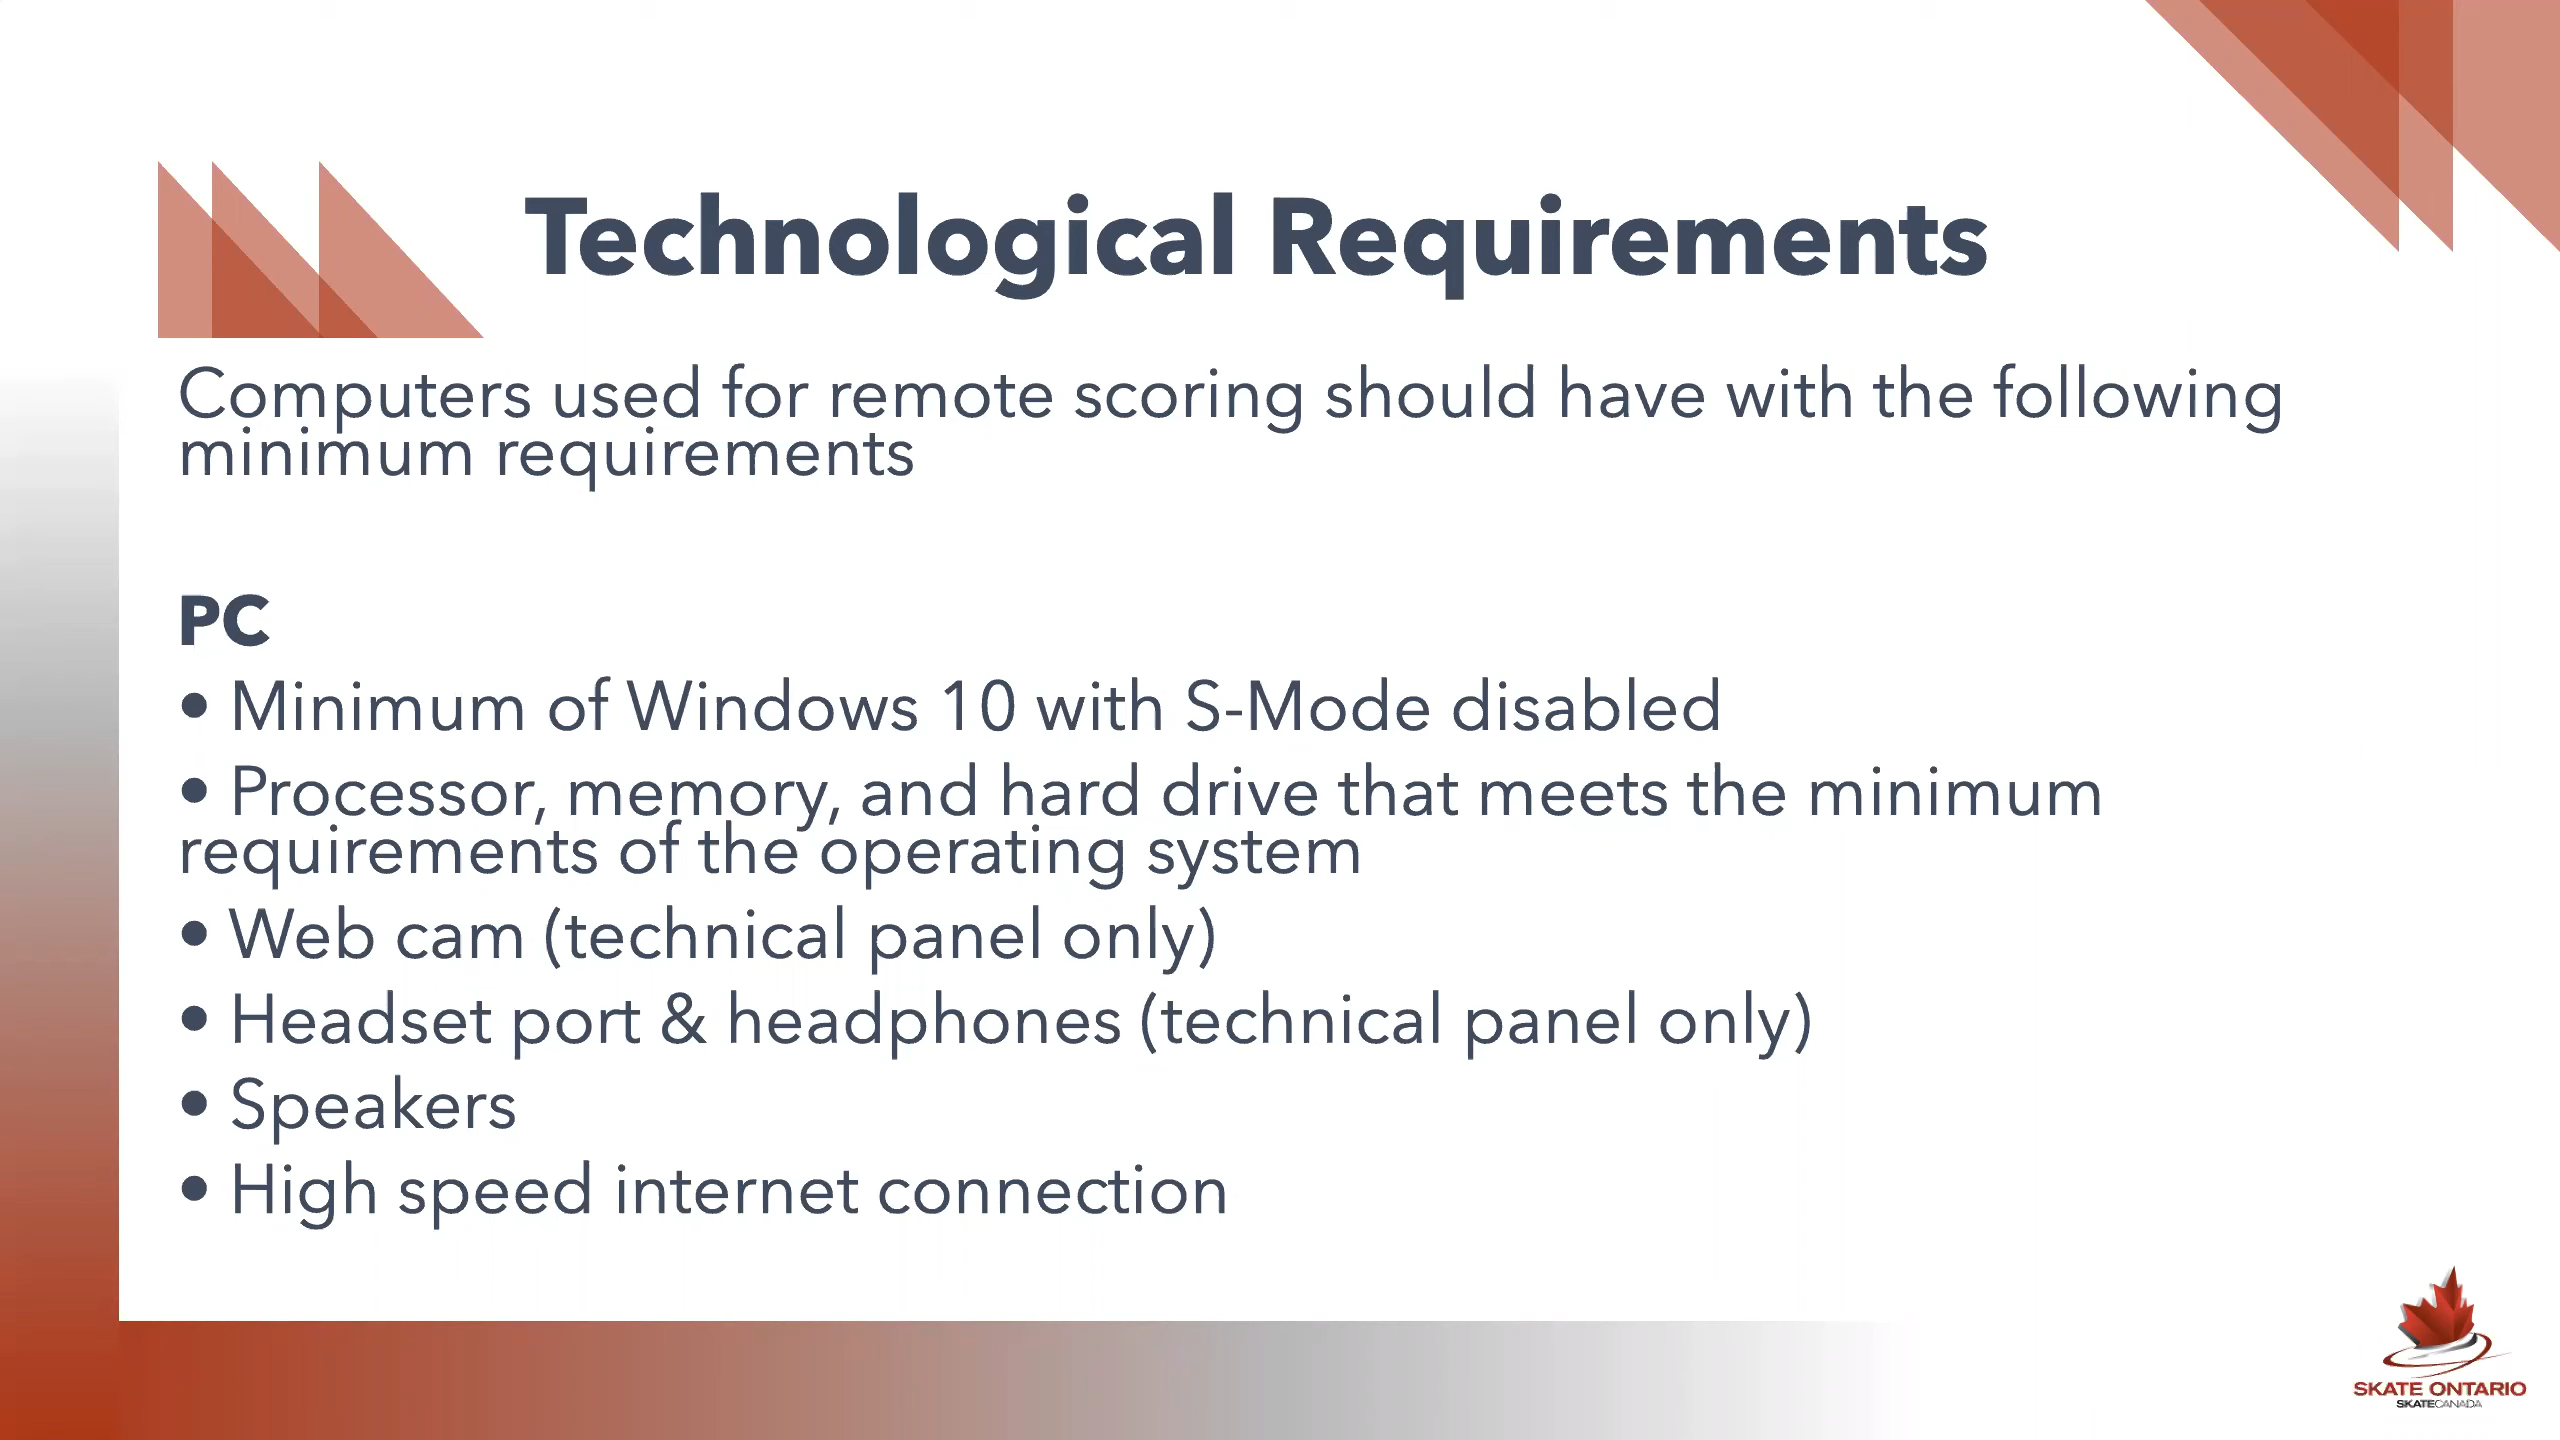 Technological Requirements
Computers used for remote scoring should have with the following
minimum requirements
PC
• Minimum of Windows 10 with S-Mode disabled
• Processor, memory, and hard drive that meets the minimum
requirements of the operating system
• Web cam (technical panel only)
• Headset port & headphones (technical panel only)
• Speakers
• High speed internet connection
SKATE ONTARIO
SKATECANADA